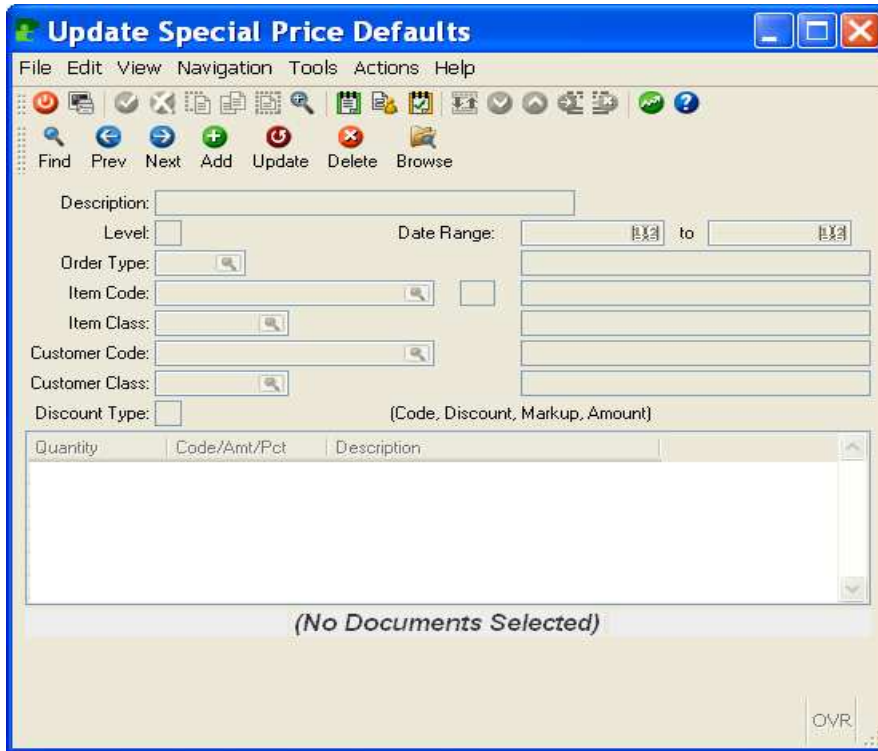 Update Special Price Defaults
File Edit View Navigation Tools Actions Help
Find Prev Next Add Update Delete Browse
Description:
Level: Date Range: to
Order Type:
Item Code:
Item Class:
Customer Code:
Customer Class:
Discount Type: (Code, Discount, Markup, Amount)
Quantity Code/Amt/Pct Description
(No Documents Selected)
OVR